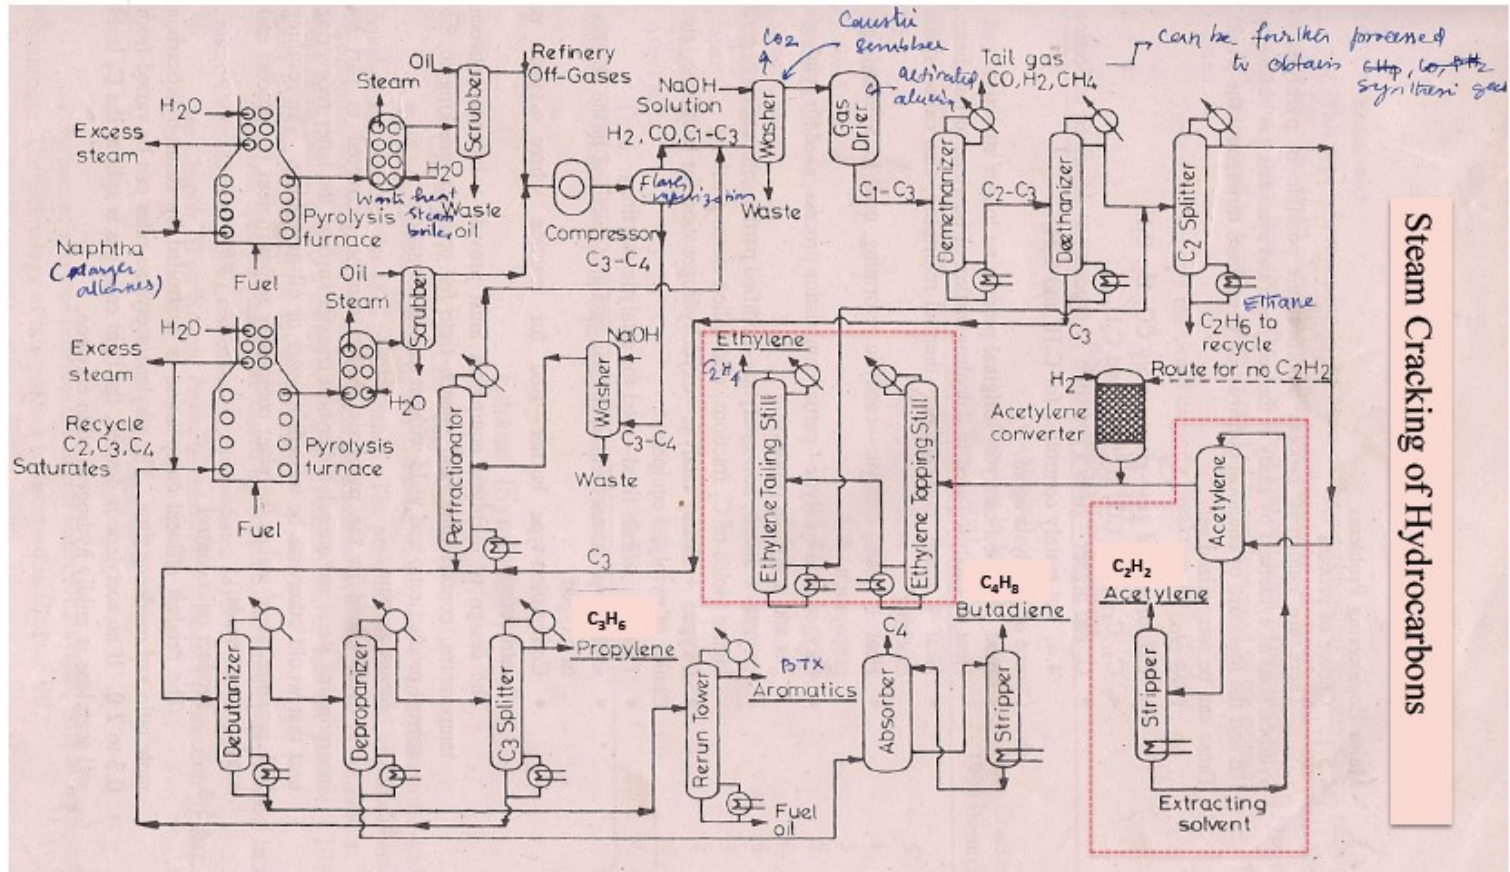 Steam Cracking of Hydrocarbons
H2O
Excess
steam
Naphtha
(larger
alkanes)
Fuel
Pyrolysis
furnace
Steam
H2O
Waste heat
Steam
boiler
Oil
Scrubber
Waste
oil
Refinery
Off-Gases
Compressor
C3-C4
Flash
vaporization
H2, CO, C1-C3
NaOH
Solution
CO2
Caustic
scrubber
Washer
Waste
Gas
Drier
activated
C1-C3
Demethanizer
Tail gas
CO, H2, CH4
can be further processed
to obtain
synthesis gas
C2-C3
Deethanizer
C3
C2 Splitter
Ethane
C2H6 to
recycle
H2O
Excess
steam
Recycle
C2, C3, C4
Saturates
Fuel
Pyrolysis
furnace
Oil
Steam
Scrubber
H2O
Perfractionator
NaOH
Washer
C3-C4
Waste
C3
Ethylene
C2H4
Ethylene Tailing Still
Ethylene Topping Still
H2
Route for no C2H2
Acetylene
converter
Acetylene
C2H2
Acetylene
M Stripper
Extracting
solvent
Debutanizer
Depropanizer
C3 Splitter
C3H6
Propylene
Rerun Tower
BTX
Aromatics
Fuel
oil
C4
Absorber
C4H8
Butadiene
M Stripper